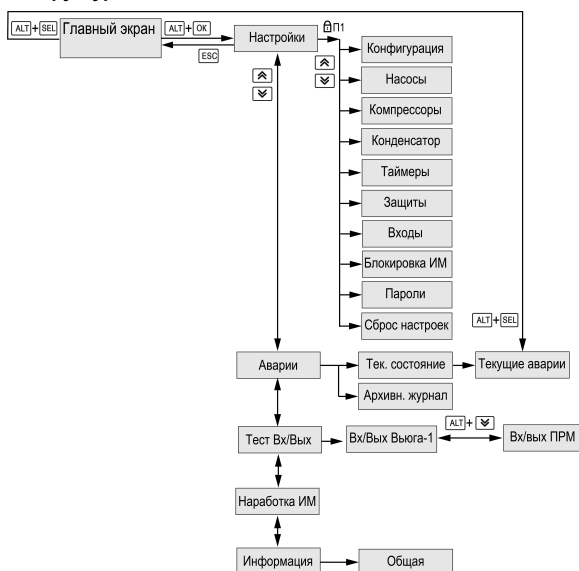 ALT+SEL
Главный экран
ALT+OK
ESC
Настройки
П1
Конфигурация
Насосы
Компрессоры
Конденсатор
Таймеры
Защиты
Входы
Блокировка ИМ
Пароли
Сброс настроек
ALT+SEL
Аварии
Тек. состояние
Текущие аварии
Архивн. журнал
Тест Вх/Вых
Вх/Вых Вьюга-1
ALT+
Вх/вых ПРМ
Наработка ИМ
Информация
Общая